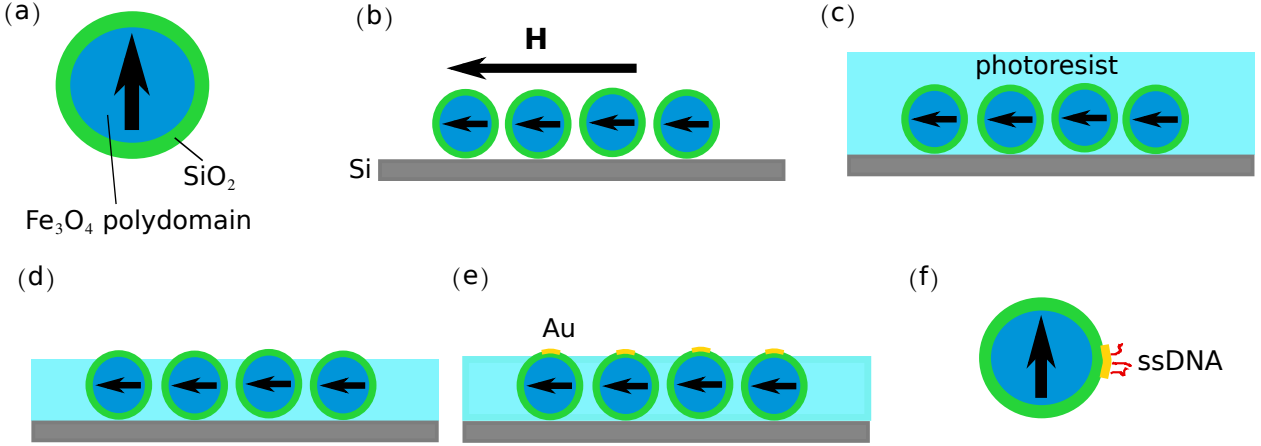 (a)
SiO₂
Fe₃O₄ polydomain
(b)
H
Si
(c)
photoresist
(d)
(e)
Au
(f)
ssDNA